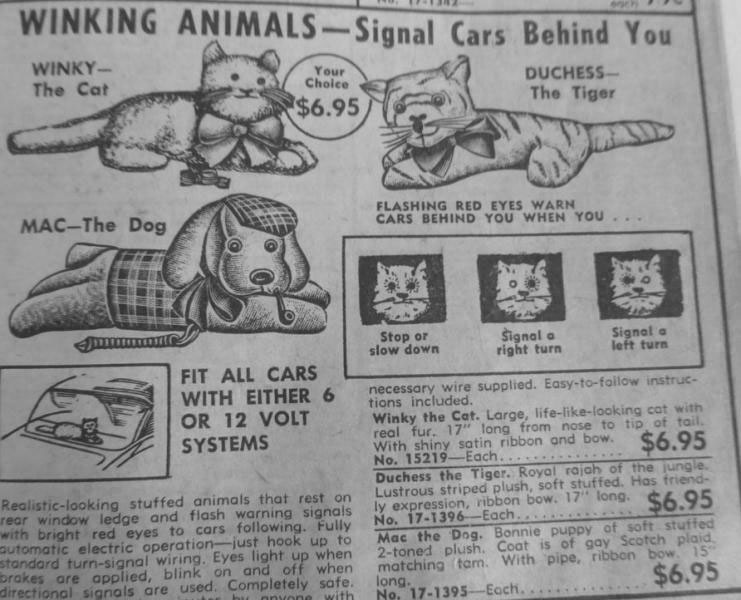 No. 17-1342
each
WINKING ANIMALS—Signal Cars Behind You
WINKY—
The Cat
Your
Choice
$6.95
DUCHESS—
The Tiger
FLASHING RED EYES WARN
CARS BEHIND YOU WHEN YOU . . .
MAC—The Dog
Stop or
slow down
Signal a
right turn
Signal a
left turn
FIT ALL CARS
WITH EITHER 6
OR 12 VOLT
SYSTEMS
Realistic-looking stuffed animals that rest on
rear window ledge and flash warning signals
with bright red eyes to cars following. Fully
automatic electric operation—just hook up to
standard turn-signal wiring. Eyes light up when
brakes are applied, blink on and off when
directional signals are used. Completely safe.
by anyone with
necessary wire supplied. Easy-to-follow instruc-
tions included.
Winky the Cat. Large, life-like-looking cat with
real fur. 17" long from nose to tip of tail.
With shiny satin ribbon and bow.
No. 15219—Each. . . . . . . . . . . . . . $6.95
Duchess the Tiger. Royal rajah of the jungle.
Lustrous striped plush, soft stuffed. Has friend-
ly expression, ribbon bow. 17" long.
No. 17-1396—Each. . . . . . . . . . . . . $6.95
Mac the Dog. Bonnie puppy of soft stuffed
2-toned plush. Coat is of gay Scotch plaid,
matching tam. With pipe, ribbon bow. 15"
long.
No. 17-1395—Each. . . . . . . . . . . . . $6.95